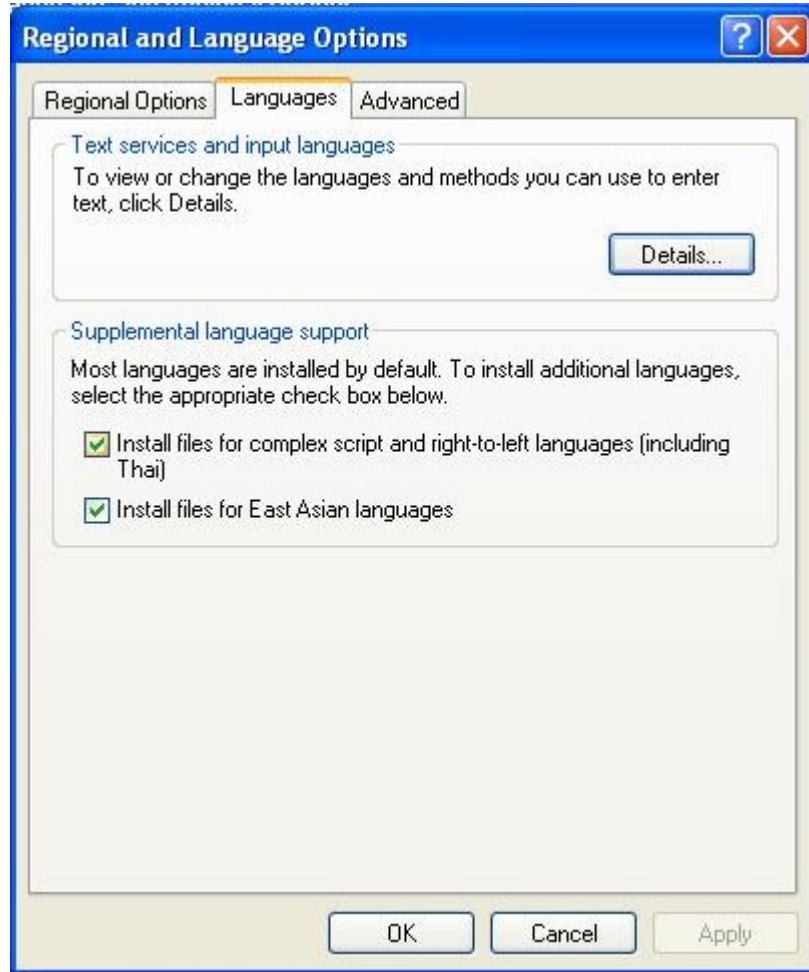 Regional and Language Options
Regional Options Languages Advanced
Text services and input languages
To view or change the languages and methods you can use to enter
text, click Details.
Details...
Supplemental language support
Most languages are installed by default. To install additional languages,
select the appropriate check box below.
Install files for complex script and right-to-left languages (including
Thai)
Install files for East Asian languages
OK Cancel Apply